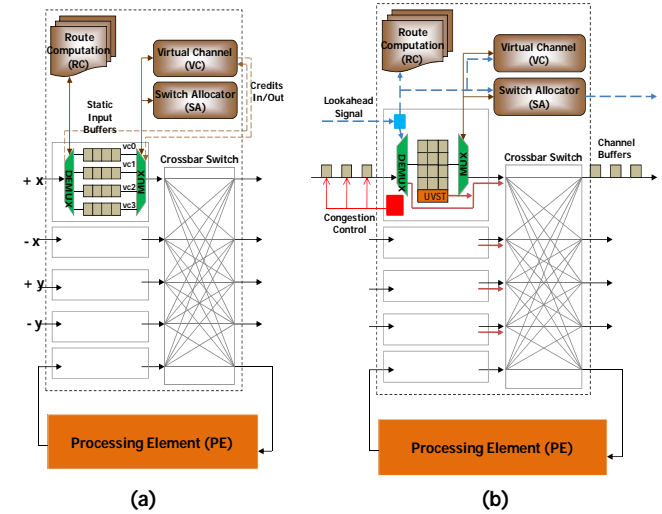 Route
Computation
(RC)
Virtual Channel
(VC)
Switch Allocator
(SA)
Credits
In/Out
Static
Input
Buffers
vc0
vc1
vc2
vc3
DEMUX
MUX
Crossbar Switch
+ x
- x
+ y
- y
Processing Element (PE)
(a)
Route
Computation
(RC)
Virtual Channel
(VC)
Switch Allocator
(SA)
Lookahead
Signal
DEMUX
MUX
UVST
Crossbar Switch
Channel
Buffers
Congestion
Control
Processing Element (PE)
(b)